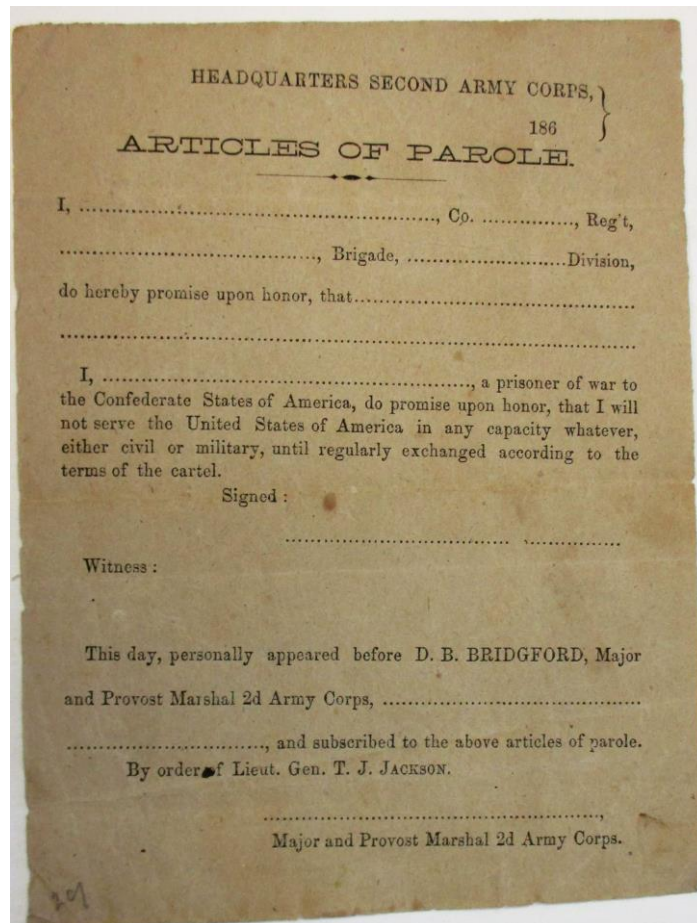 HEADQUARTERS SECOND ARMY CORPS,
186
ARTICLES OF PAROLE.
I, ................................................., Co. ..............., Reg't,
..................................., Brigade, ..........................Division,
do hereby promise upon honor, that...........................................
................................................................................
I, ..................................................., a prisoner of war to
the Confederate States of America, do promise upon honor, that I will
not serve the United States of America in any capacity whatever,
either civil or military, until regularly exchanged according to the
terms of the cartel.
Signed :
................................ ..............
Witness :
This day, personally appeared before D. B. BRIDGFORD, Major
and Provost Marshal 2d Army Corps, .....................................
............................, and subscribed to the above articles of parole.
By order of Lieut. Gen. T. J. JACKSON.
................................................,
Major and Provost Marshal 2d Army Corps.